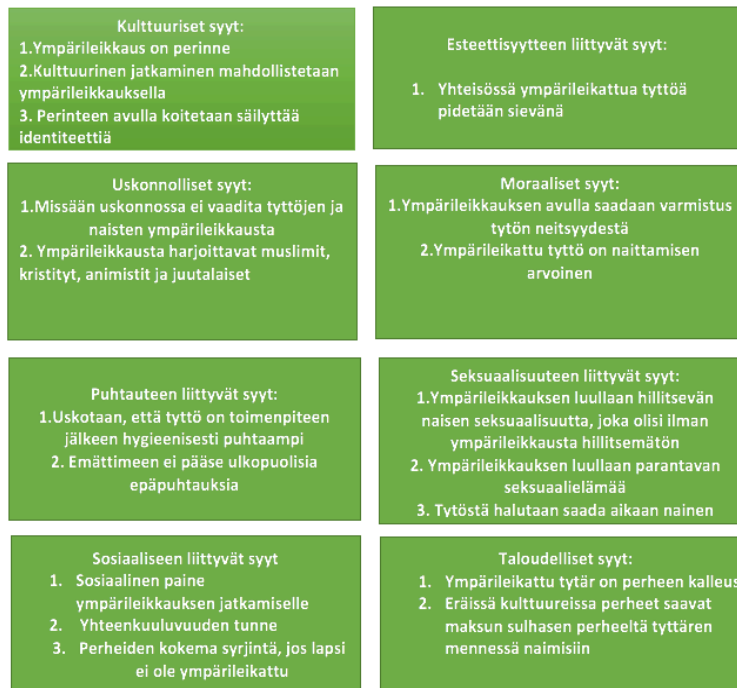 Kulttuuriset syyt:
1.Ympärileikkaus on perinne
2.Kulttuurinen jatkaminen mahdollistetaan
ympärileikkauksella
3. Perinteen avulla koitetaan säilyttää
identiteettiä
Esteettisyytteen liittyvät syyt:
1. Yhteisössä ympärileikattua tyttöä
pidetään sievänä
Uskonnolliset syyt:
1.Missään uskonnossa ei vaadita tyttöjen ja
naisten ympärileikkausta
2. Ympärileikkausta harjoittavat muslimit,
kristityt, animistit ja juutalaiset
Moraaliset syyt:
1.Ympärileikkauksen avulla saadaan varmistus
tytön neitsyydestä
2.Ympärileikattu tyttö on naittamisen
arvoinen
Puhtauteen liittyvät syyt:
1.Uskotaan, että tyttö on toimenpiteen
jälkeen hygieenisesti puhtaampi
2. Emättimeen ei pääse ulkopuolisia
epäpuhtauksia
Seksuaalisuuteen liittyvät syyt:
1.Ympärileikkauksen luullaan hillitsevän
naisen seksuaalisuutta, joka olisi ilman
ympärileikkausta hillitsemätön
2. Ympärileikkauksen luullaan parantavan
seksuaalielämää
3. Tytöstä halutaan saada aikaan nainen
Sosiaaliseen liittyvät syyt
1. Sosiaalinen paine
ympärileikkauksen jatkamiselle
2. Yhteenkuuluvuuden tunne
3. Perheiden kokema syrjintä, jos lapsi
ei ole ympärileikattu
Taloudelliset syyt:
1. Ympärileikattu tytär on perheen kalleus
2. Eräissä kulttuureissa perheet saavat
maksun sulhasen perheeltä tyttären
mennessä naimisiin